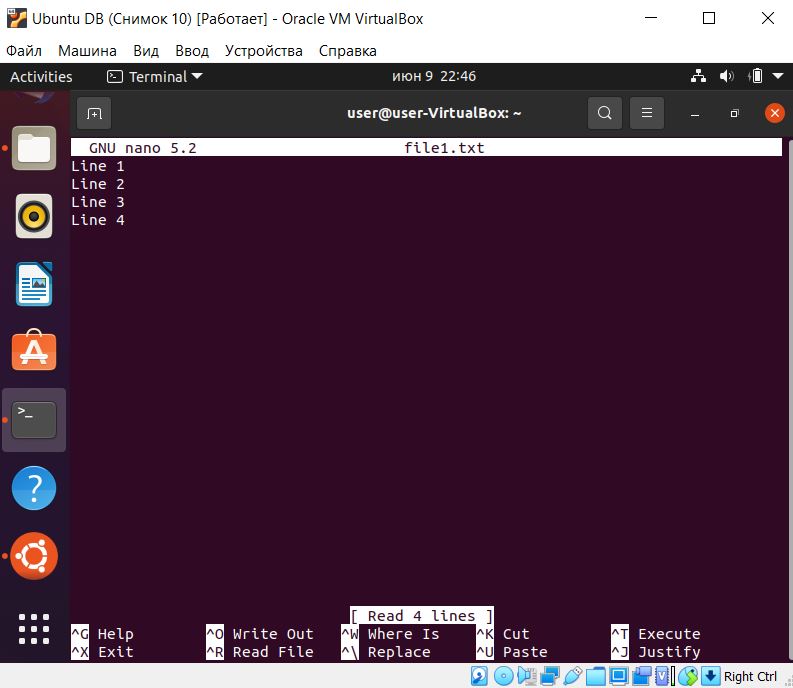 Ubuntu DB (Снимок 10) [Работает] - Oracle VM VirtualBox
Файл Машина Вид Ввод Устройства Справка
Activities Terminal июн 9 22:46
user@user-VirtualBox: ~
GNU nano 5.2 file1.txt
Line 1
Line 2
Line 3
Line 4
[ Read 4 lines ]
^G Help ^O Write Out ^W Where Is ^K Cut ^T Execute
^X Exit ^R Read File ^\ Replace ^U Paste ^J Justify
Right Ctrl